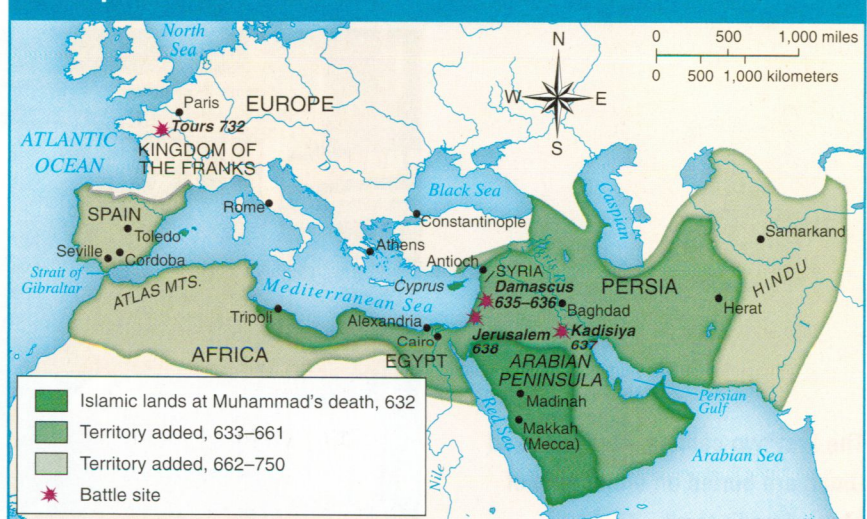 North
Sea
N
W
E
S
0 500 1,000 miles
0 500 1,000 kilometers
Paris
EUROPE
Tours 732
ATLANTIC
OCEAN
KINGDOM OF
THE FRANKS
Black Sea
Caspian
SPAIN
Toledo
Rome
Constantinople
Samarkand
Seville
Cordoba
Athens
Antioch
SYRIA
Strait of
Gibraltar
ATLAS MTS.
Mediterranean Sea
Cyprus
Damascus
635–636
PERSIA
HINDU
Tripoli
Alexandria
Baghdad
Herat
Cairo
Jerusalem
638
Kadisiya
637
AFRICA
EGYPT
ARABIAN
PENINSULA
Madinah
Persian
Gulf
Red Sea
Makkah
(Mecca)
Arabian Sea
Nile
Islamic lands at Muhammad's death, 632
Territory added, 633–661
Territory added, 662–750
Battle site